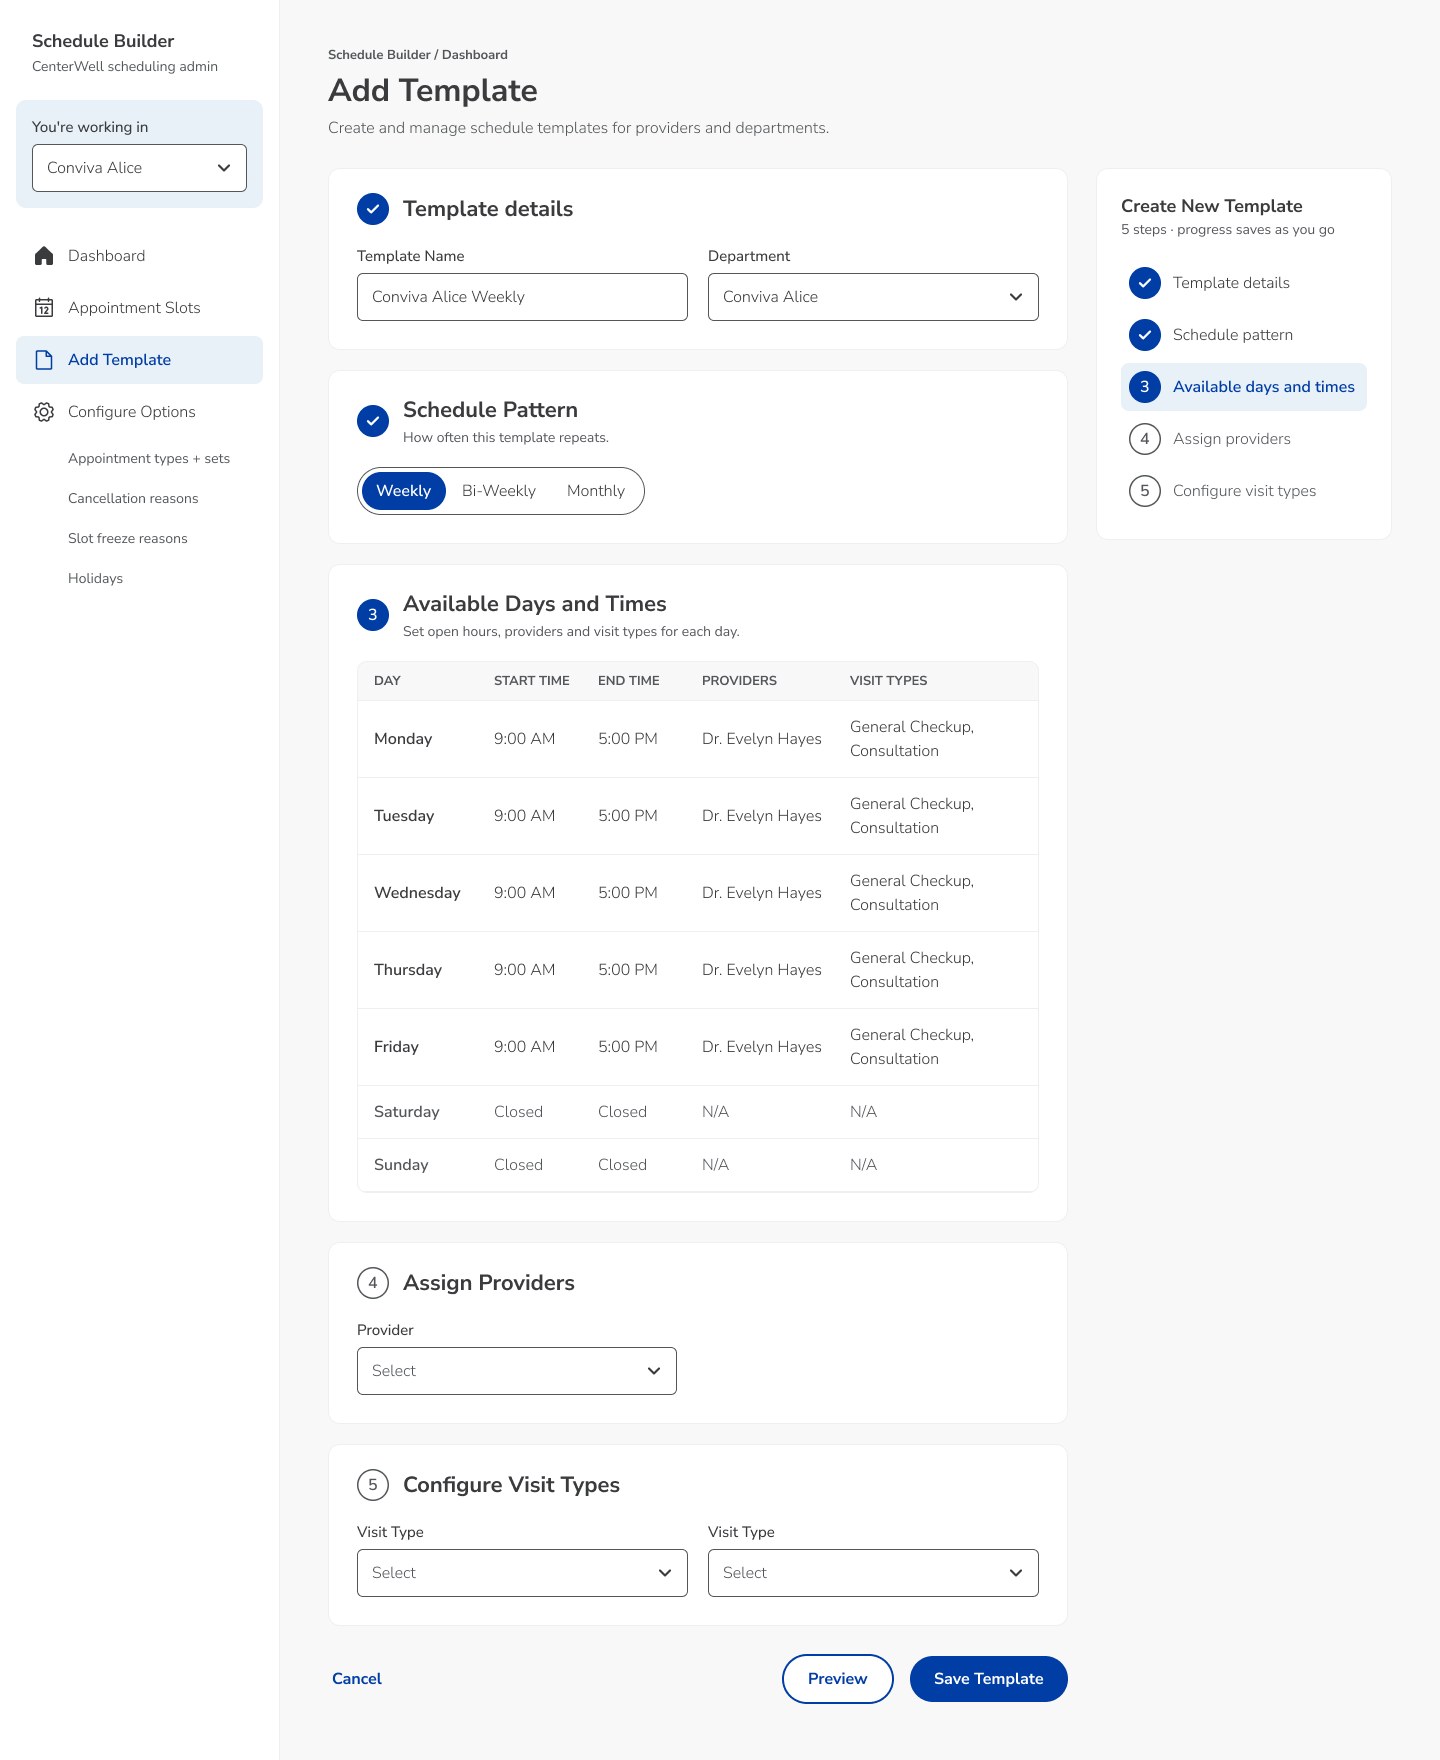 Schedule Builder
CenterWell scheduling admin
You're working in
Conviva Alice
Dashboard
12
Appointment Slots
Add Template
Configure Options
Appointment types + sets
Cancellation reasons
Slot freeze reasons
Holidays
Schedule Builder / Dashboard
Add Template
Create and manage schedule templates for providers and departments.
Template details
Template Name
Department
Conviva Alice Weekly
Conviva Alice
Schedule Pattern
How often this template repeats.
Weekly Bi-Weekly Monthly
3 Available Days and Times
Set open hours, providers and visit types for each day.
DAY START TIME END TIME PROVIDERS VISIT TYPES
Monday 9:00 AM 5:00 PM Dr. Evelyn Hayes General Checkup,
Consultation
Tuesday 9:00 AM 5:00 PM Dr. Evelyn Hayes General Checkup,
Consultation
Wednesday 9:00 AM 5:00 PM Dr. Evelyn Hayes General Checkup,
Consultation
Thursday 9:00 AM 5:00 PM Dr. Evelyn Hayes General Checkup,
Consultation
Friday 9:00 AM 5:00 PM Dr. Evelyn Hayes General Checkup,
Consultation
Saturday Closed Closed N/A N/A
Sunday Closed Closed N/A N/A
4 Assign Providers
Provider
Select
5 Configure Visit Types
Visit Type
Visit Type
Select
Select
Cancel
Preview
Save Template
Create New Template
5 steps · progress saves as you go
Template details
Schedule pattern
3 Available days and times
4 Assign providers
5 Configure visit types